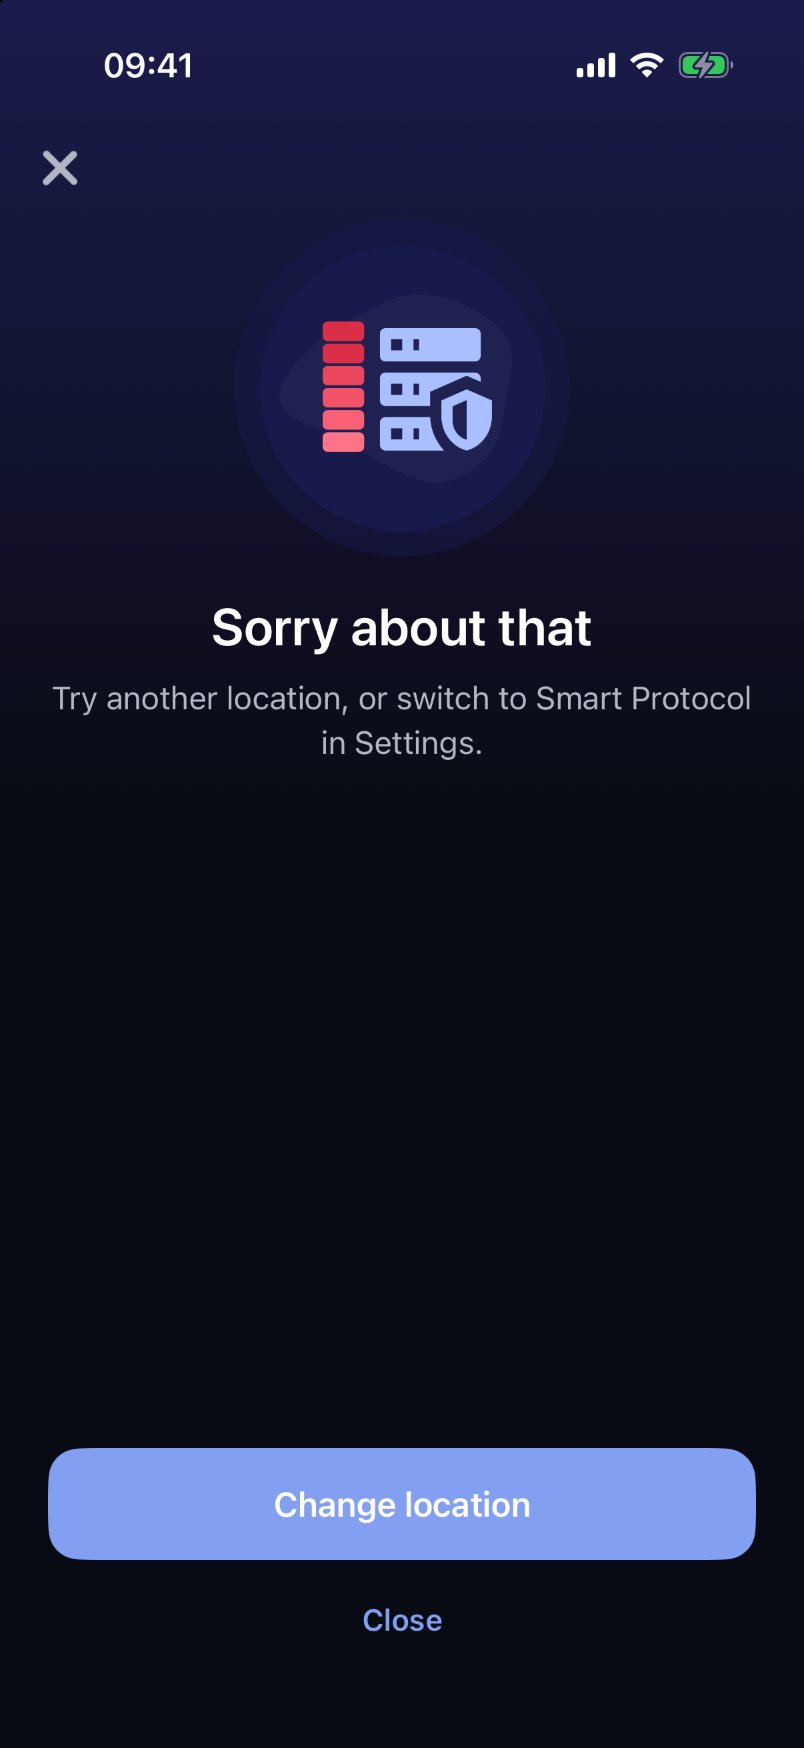 09:41
Sorry about that
Try another location, or switch to Smart Protocol
in Settings.
Change location
Close